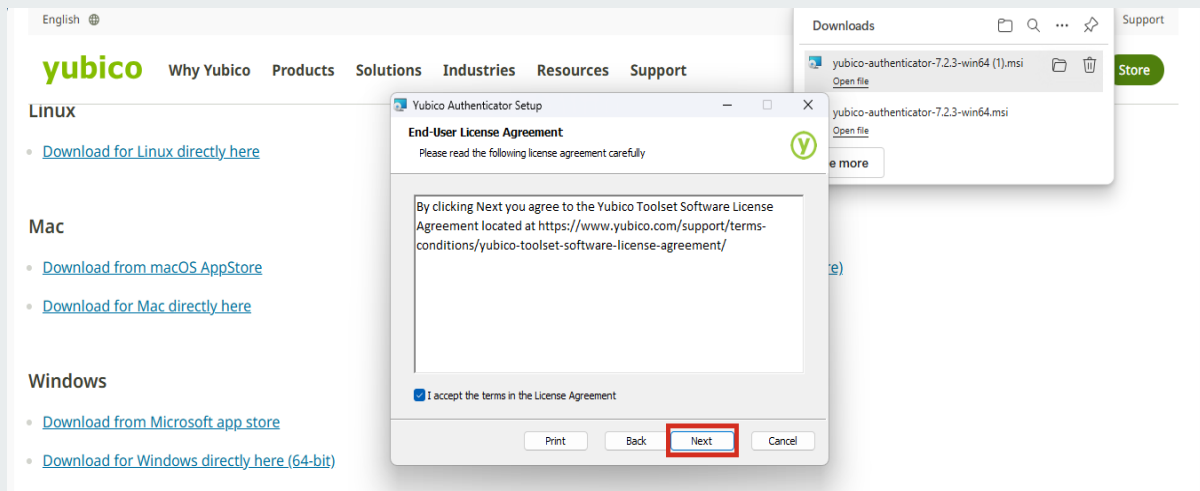 English
Support
yubico
Why Yubico
Products
Solutions
Industries
Resources
Support
Store
Downloads
yubico-authenticator-7.2.3-win64 (1).msi
Open file
yubico-authenticator-7.2.3-win64.msi
Open file
e more
Linux
Download for Linux directly here
Mac
Download from macOS AppStore
Download for Mac directly here
re)
Windows
Download from Microsoft app store
Download for Windows directly here (64-bit)
Yubico Authenticator Setup
End-User License Agreement
Please read the following license agreement carefully
y
By clicking Next you agree to the Yubico Toolset Software License
Agreement located at https://www.yubico.com/support/terms-
conditions/yubico-toolset-software-license-agreement/
I accept the terms in the License Agreement
Print
Back
Next
Cancel